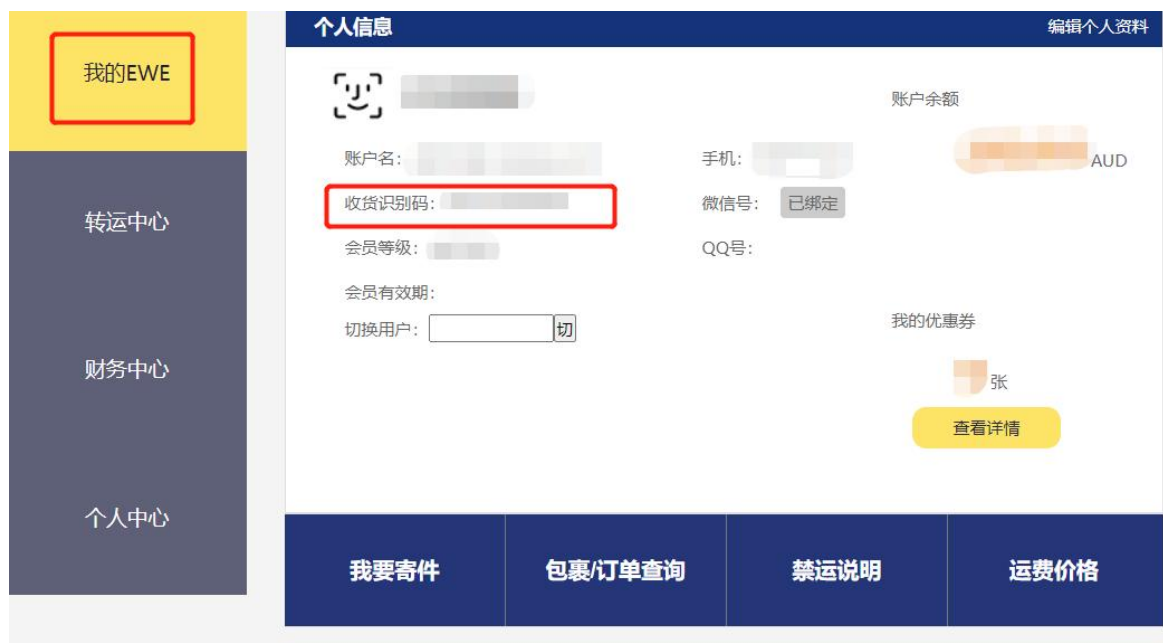 我的EWE
转运中心
财务中心
个人中心
个人信息 编辑个人资料
账户余额
账户名： 手机： AUD
收货识别码： 微信号： 已绑定
会员等级： QQ号：
会员有效期：
切换用户： 切
我的优惠券
张
查看详情
我要寄件 包裹/订单查询 禁运说明 运费价格